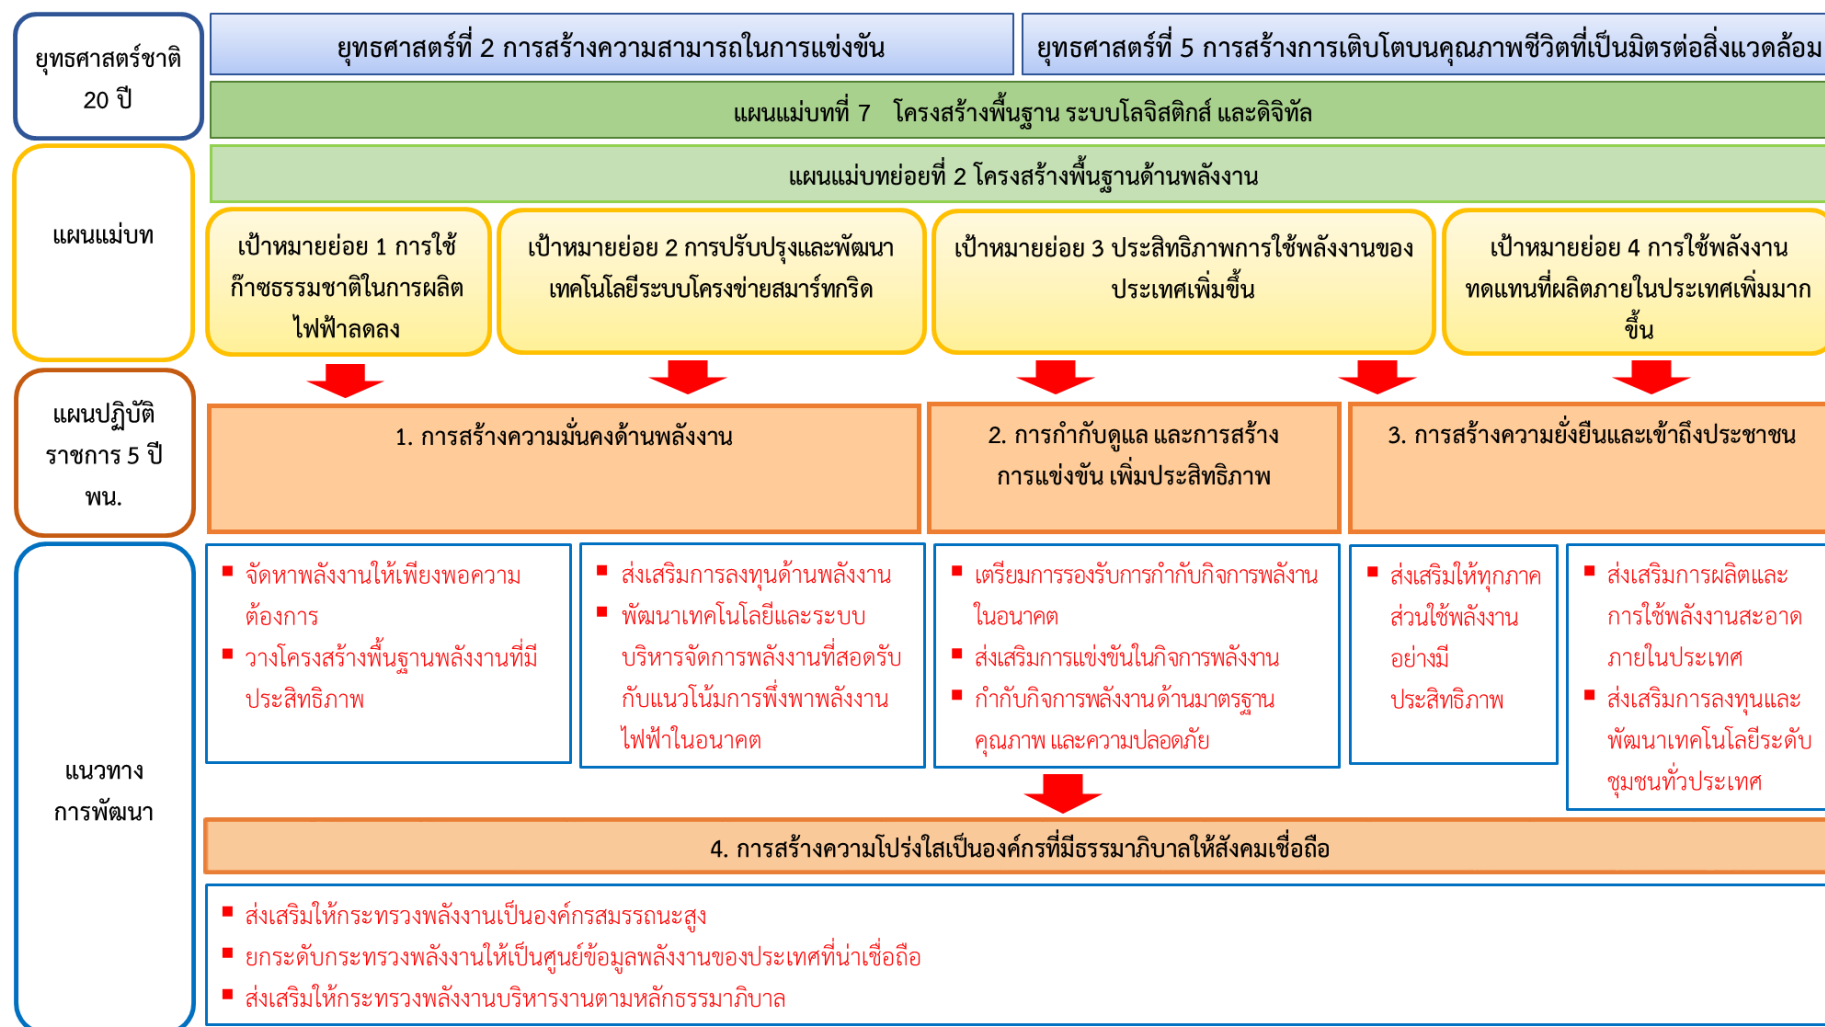 ยุทธศาสตร์ชาติ
20 ปี
ยุทธศาสตร์ที่ 2 การสร้างความสามารถในการแข่งขัน
ยุทธศาสตร์ที่ 5 การสร้างการเติบโตบนคุณภาพชีวิตที่เป็นมิตรต่อสิ่งแวดล้อม
แผนแม่บทที่ 7 โครงสร้างพื้นฐาน ระบบโลจิสติกส์ และดิจิทัล
แผนแม่บท
แผนแม่บทย่อยที่ 2 โครงสร้างพื้นฐานด้านพลังงาน
เป้าหมายย่อย 1 การใช้
ก๊าซธรรมชาติในการผลิต
ไฟฟ้าลดลง
เป้าหมายย่อย 2 การปรับปรุงและพัฒนา
เทคโนโลยีระบบโครงข่ายสมาร์ทกริด
เป้าหมายย่อย 3 ประสิทธิภาพการใช้พลังงานของ
ประเทศเพิ่มขึ้น
เป้าหมายย่อย 4 การใช้พลังงาน
ทดแทนที่ผลิตภายในประเทศเพิ่มมาก
ขึ้น
แผนปฏิบัติ
ราชการ 5 ปี
พน.
1. การสร้างความมั่นคงด้านพลังงาน
2. การกำกับดูแล และการสร้าง
การแข่งขัน เพิ่มประสิทธิภาพ
3. การสร้างความยั่งยืนและเข้าถึงประชาชน
แนวทาง
การพัฒนา
▪ จัดหาพลังงานให้เพียงพอความ
ต้องการ
▪ วางโครงสร้างพื้นฐานพลังงานที่มี
ประสิทธิภาพ
▪ ส่งเสริมการลงทุนด้านพลังงาน
▪ พัฒนาเทคโนโลยีและระบบ
บริหารจัดการพลังงานที่สอดรับ
กับแนวโน้มการพึ่งพาพลังงาน
ไฟฟ้าในอนาคต
▪ เตรียมการรองรับการกำกับกิจการพลังงาน
ในอนาคต
▪ ส่งเสริมการแข่งขันในกิจการพลังงาน
▪ กำกับกิจการพลังงาน ด้านมาตรฐาน
คุณภาพ และความปลอดภัย
▪ ส่งเสริมให้ทุกภาค
ส่วนใช้พลังงาน
อย่างมี
ประสิทธิภาพ
▪ ส่งเสริมการผลิตและ
การใช้พลังงานสะอาด
ภายในประเทศ
▪ ส่งเสริมการลงทุนและ
พัฒนาเทคโนโลยีระดับ
ชุมชนทั่วประเทศ
4. การสร้างความโปร่งใสเป็นองค์กรที่มีธรรมาภิบาลให้สังคมเชื่อถือ
▪ ส่งเสริมให้กระทรวงพลังงานเป็นองค์กรสมรรถนะสูง
▪ ยกระดับกระทรวงพลังงานให้เป็นศูนย์ข้อมูลพลังงานของประเทศที่น่าเชื่อถือ
▪ ส่งเสริมให้กระทรวงพลังงานบริหารงานตามหลักธรรมาภิบาล